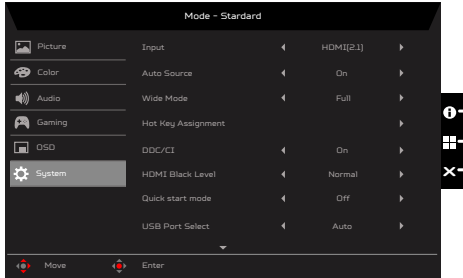 Mode - Standard
Picture
Color
Audio
Gaming
OSD
System
Input HDMI(2.1)
Auto Source On
Wide Mode Full
Hot Key Assignment
DDC/CI On
HDMI Black Level Normal
Quick start mode Off
USB Port Select Auto
Move Enter